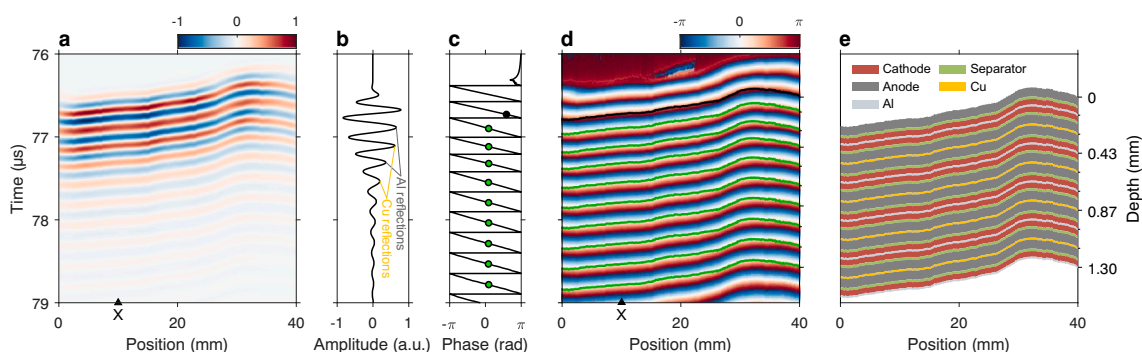 a
-1 0 1
b
c
d
-π 0 π
e
76
77
78
79
Time (µs)
0 20 40
X
Position (mm)
Al reflections
Cu reflections
-1 0 1
Amplitude (a.u.)
-π 0 π
Phase (rad)
0 20 40
X
Position (mm)
Cathode Separator
Anode Cu
Al
0
0.43
0.87
1.30
Depth (mm)
0 20 40
Position (mm)